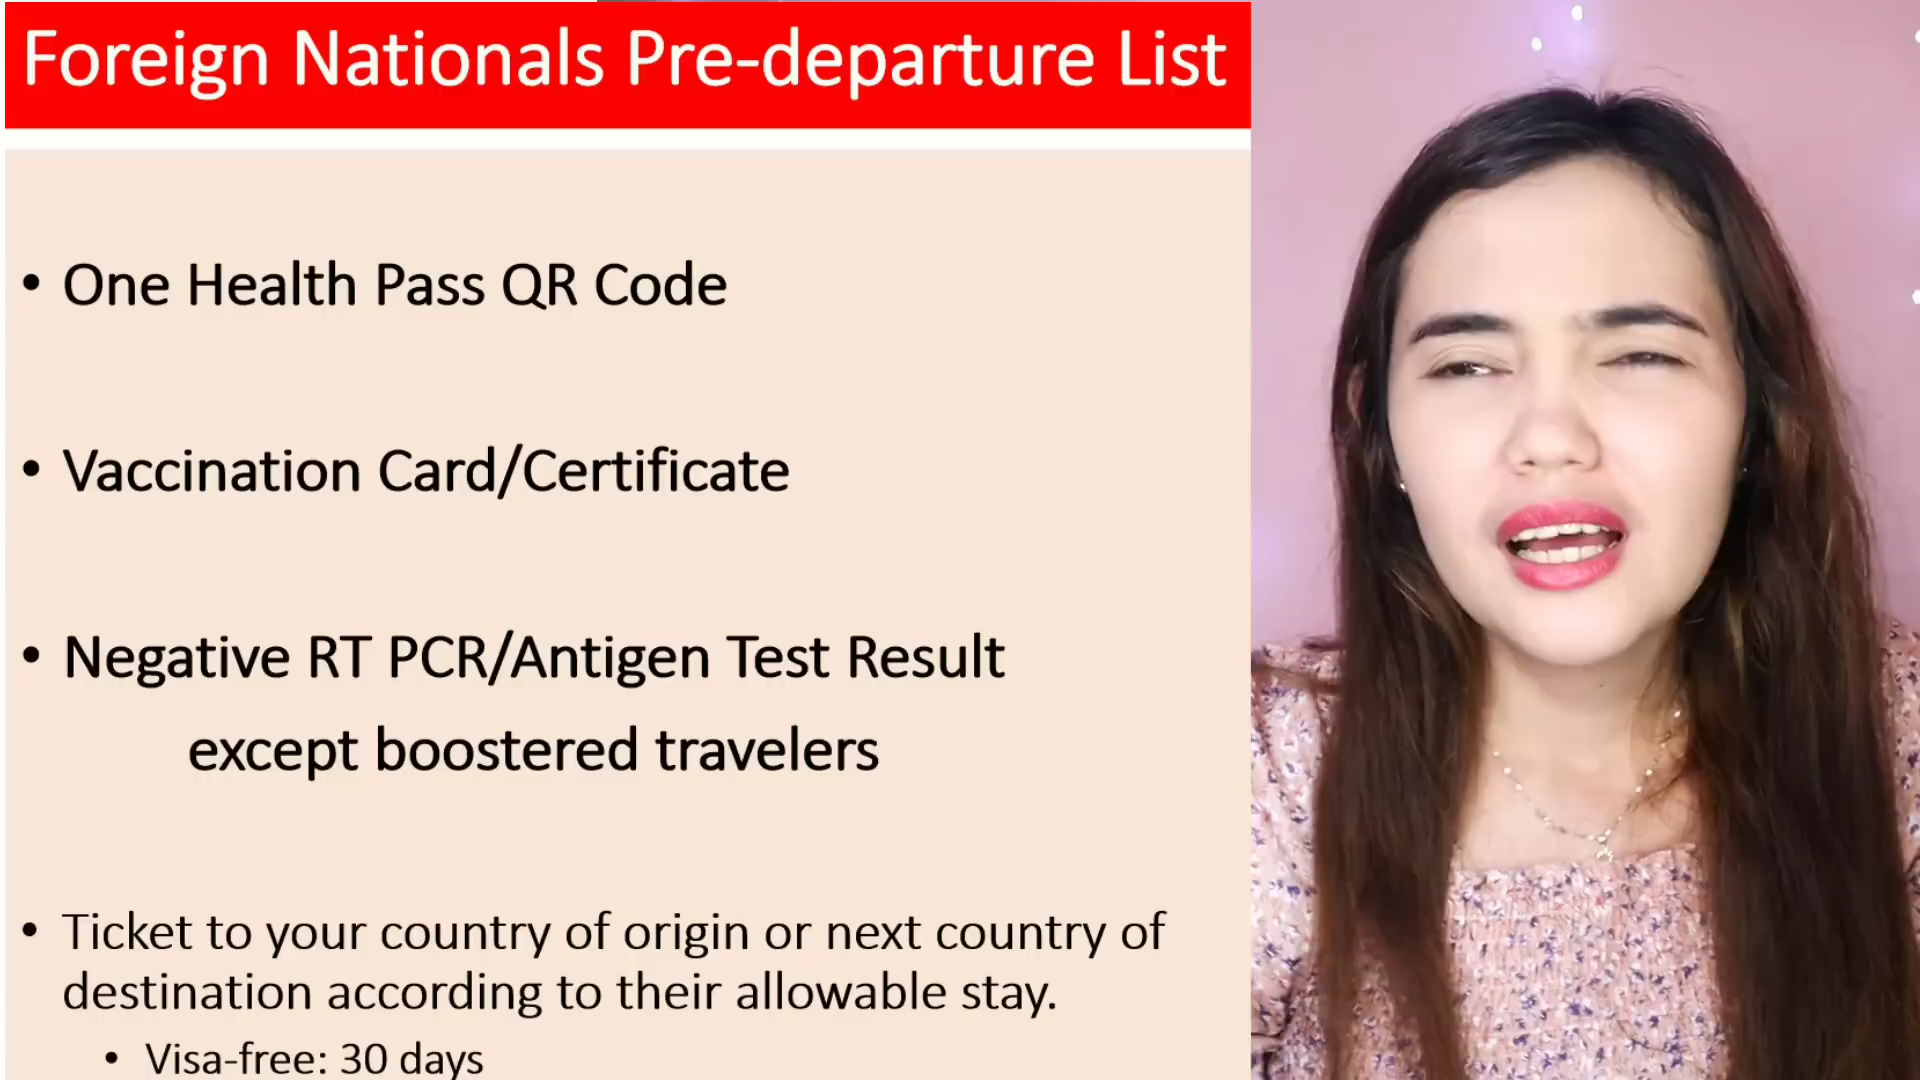 Foreign Nationals Pre-departure List
• One Health Pass QR Code
• Vaccination Card/Certificate
• Negative RT PCR/Antigen Test Result
except boostered travelers
• Ticket to your country of origin or next country of
destination according to their allowable stay.
• Visa-free: 30 days